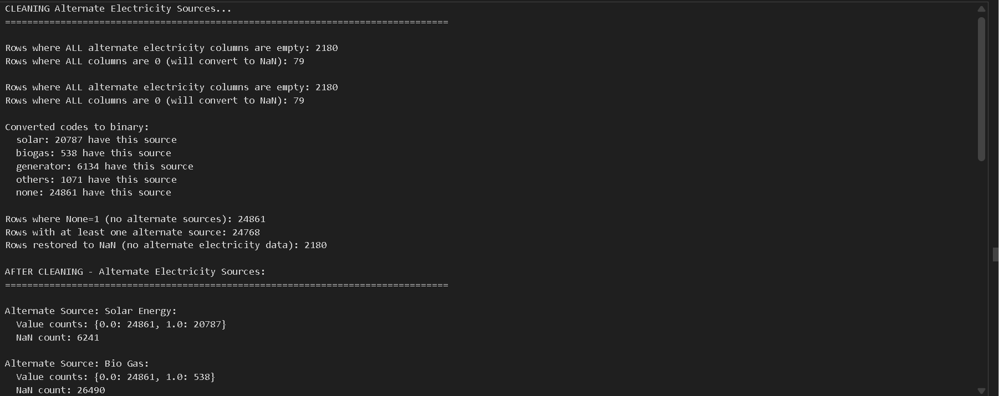 CLEANING Alternate Electricity Sources...
================================================================================
Rows where ALL alternate electricity columns are empty: 2180
Rows where ALL columns are 0 (will convert to NaN): 79
Rows where ALL alternate electricity columns are empty: 2180
Rows where ALL columns are 0 (will convert to NaN): 79
Converted codes to binary:
solar: 20787 have this source
biogas: 538 have this source
generator: 6134 have this source
others: 1071 have this source
none: 24861 have this source
Rows where None=1 (no alternate sources): 24861
Rows with at least one alternate source: 24768
Rows restored to NaN (no alternate electricity data): 2180
AFTER CLEANING - Alternate Electricity Sources:
================================================================================
Alternate Source: Solar Energy:
Value counts: {0.0: 24861, 1.0: 20787}
NaN count: 6241
Alternate Source: Bio Gas:
Value counts: {0.0: 24861, 1.0: 538}
NaN count: 26490